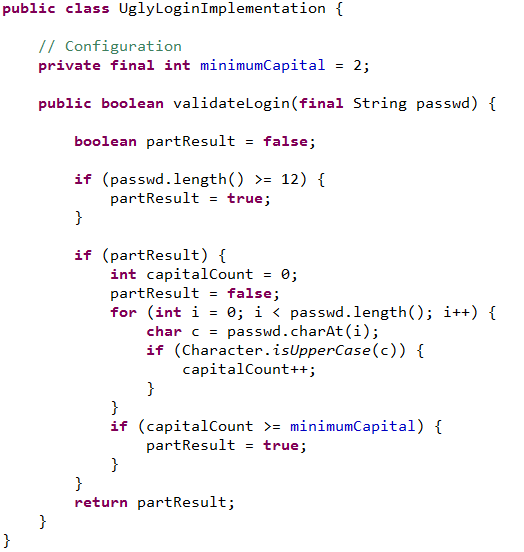 public class UglyLoginImplementation {
    // Configuration
    private final int minimumCapital = 2;
    public boolean validateLogin(final String passwd) {
        boolean partResult = false;
        if (passwd.length() >= 12) {
            partResult = true;
        }
        if (partResult) {
            int capitalCount = 0;
            partResult = false;
            for (int i = 0; i < passwd.length(); i++) {
                char c = passwd.charAt(i);
                if (Character.isUpperCase(c)) {
                    capitalCount++;
                }
            }
            if (capitalCount >= minimumCapital) {
                partResult = true;
            }
        }
        return partResult;
    }
}